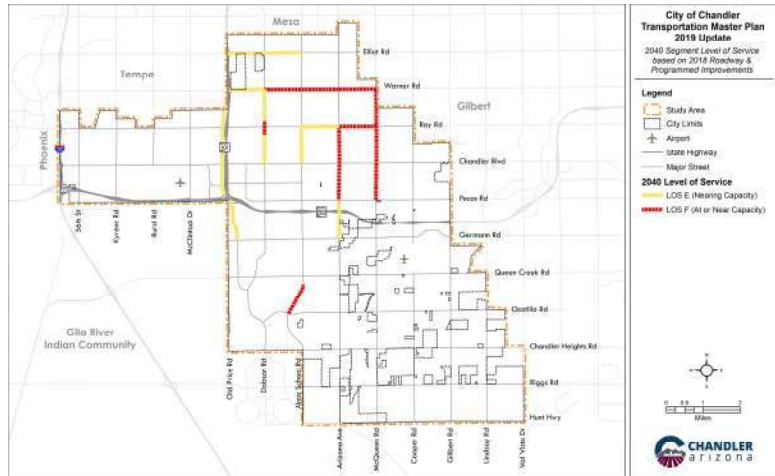 Mesa
Tempe
Phoenix
Gilbert
Gila River
Indian Community
Elliot Rd
Warner Rd
Ray Rd
Chandler Blvd
Pecos Rd
Germann Rd
Queen Creek Rd
Ocotillo Rd
Chandler Heights Rd
Riggs Rd
Hunt Hwy
56th St
Kyrene Rd
Rural Rd
McClintock Dr
Old Price Rd
Dobson Rd
Alma School Rd
Arizona Ave
McQueen Rd
Cooper Rd
Gilbert Rd
Lindsay Rd
Val Vista Dr
City of Chandler
Transportation Master Plan
2019 Update
2040 Segment Level of Service
based on 2018 Roadway &
Programmed Improvements
Legend
Study Area
City Limits
Airport
State Highway
Major Street
2040 Level of Service
LOS E (Nearing Capacity)
LOS F (At or Near Capacity)
0 0.5 1 2
Miles
CHANDLER
arizona